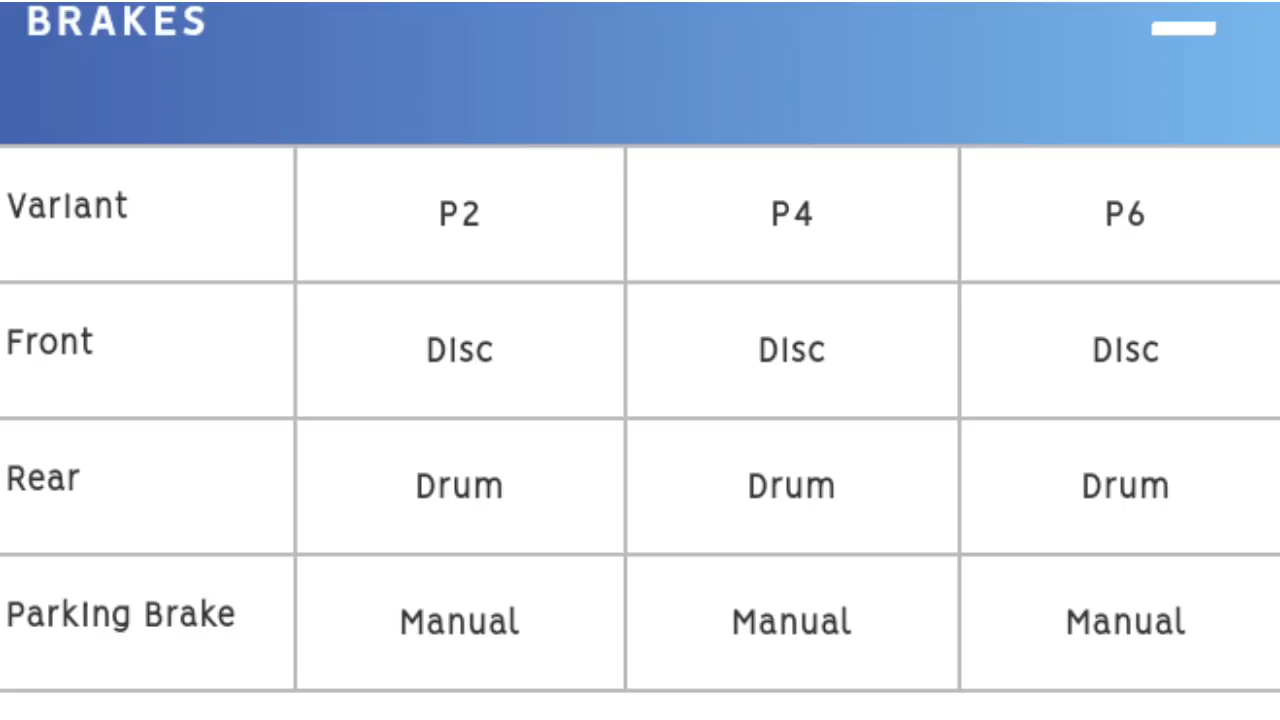 BRAKES
Variant P2 P4 P6
Front Disc Disc Disc
Rear Drum Drum Drum
Parking Brake Manual Manual Manual